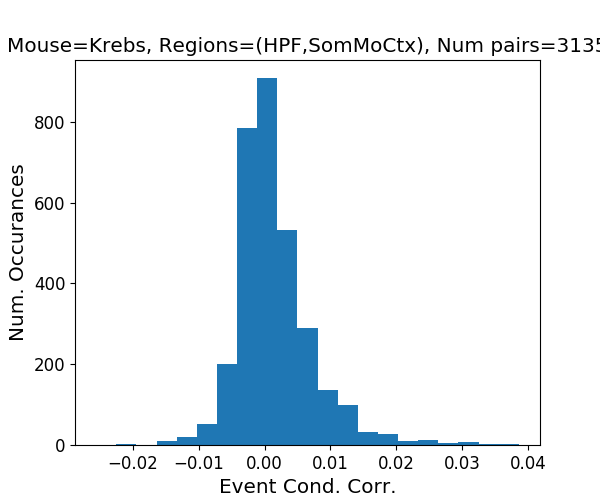 Mouse=Krebs, Regions=(HPF,SomMoCtx), Num pairs=3135
800
600
400
200
0
Num. Occurances
−0.02 −0.01 0.00 0.01 0.02 0.03 0.04
Event Cond. Corr.